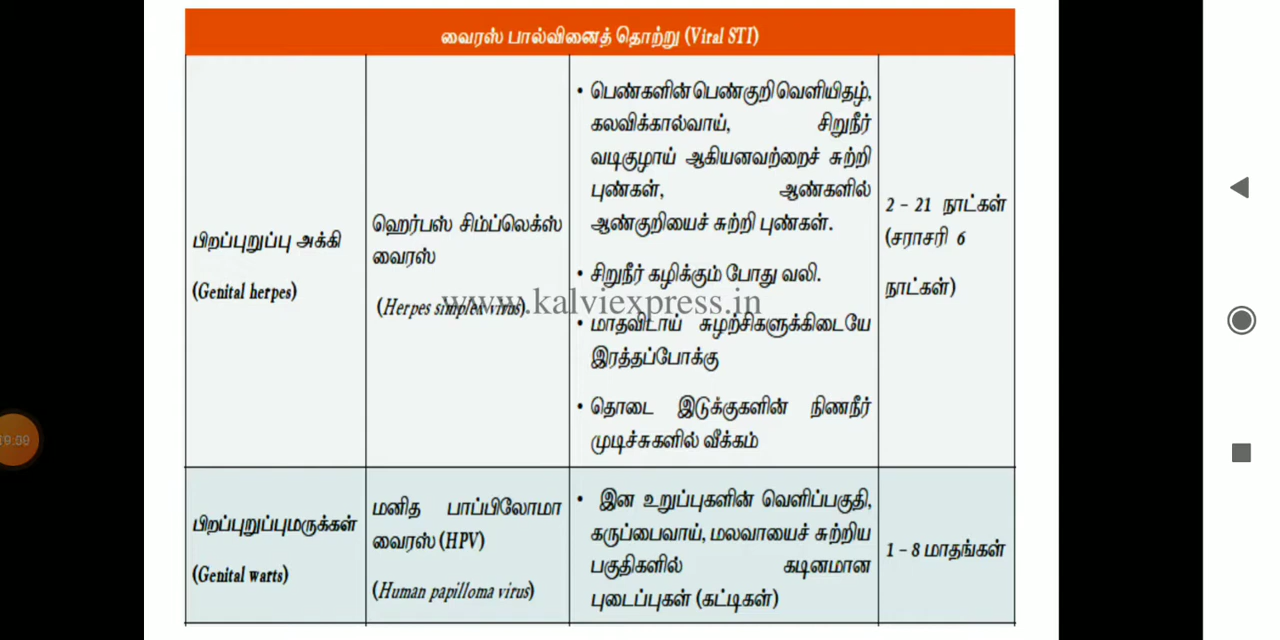 வைரஸ் பால்வினைத் தொற்று (Viral STI)
பிறப்புறுப்பு அக்கி
(Genital herpes)
ஹெர்பஸ் சிம்ப்லெக்ஸ்
வைரஸ்
(Herpes simplex virus)
• பெண்களின் பெண்குறி வெளியிதழ்,
கலவிக்கால்வாய், சிறுநீர்
வடிகுழாய் ஆகியனவற்றைச் சுற்றி
புண்கள், ஆண்களில்
ஆண்குறியைச் சுற்றி புண்கள்.
• சிறுநீர் கழிக்கும் போது வலி.
• மாதவிடாய் சுழற்சிகளுக்கிடையே
இரத்தப்போக்கு
• தொடை இடுக்குகளின் நிணநீர்
முடிச்சுகளில் வீக்கம்
2 - 21 நாட்கள்
(சராசரி 6
நாட்கள்)
www.kalviexpress.in
பிறப்புறுப்புமருக்கள்
(Genital warts)
மனித பாப்பிலோமா
வைரஸ் (HPV)
(Human papilloma virus)
• இன உறுப்புகளின் வெளிப்பகுதி,
கருப்பைவாய், மலவாயைச் சுற்றிய
பகுதிகளில் கடினமான
புடைப்புகள் (கட்டிகள்)
1 - 8 மாதங்கள்
19:00